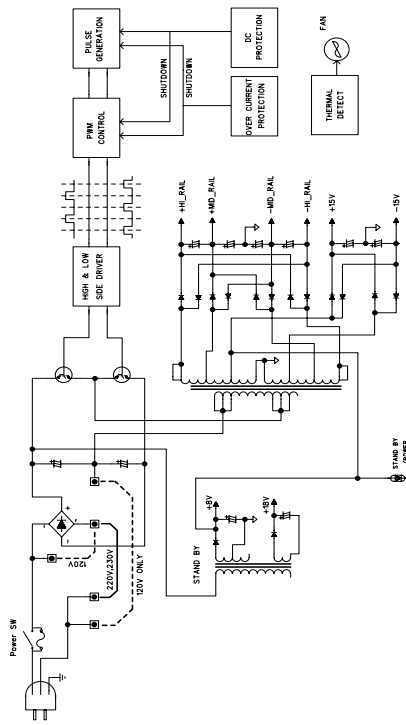 PULSE
GENERATION
PWM
CONTROL
HIGH & LOW
SIDE DRIVER
SHUTDOWN
SHUTDOWN
DC
PROTECTION
OVER CURRENT
PROTECTION
FAN
THERMAL
DETECT
+HI_RAIL
+MID_RAIL
-MID_RAIL
-HI_RAIL
+15V
-15V
Power SW
120V
220V,230V
120V ONLY
+
-
STAND BY
+8V
+18V
STAND BY
/POWER